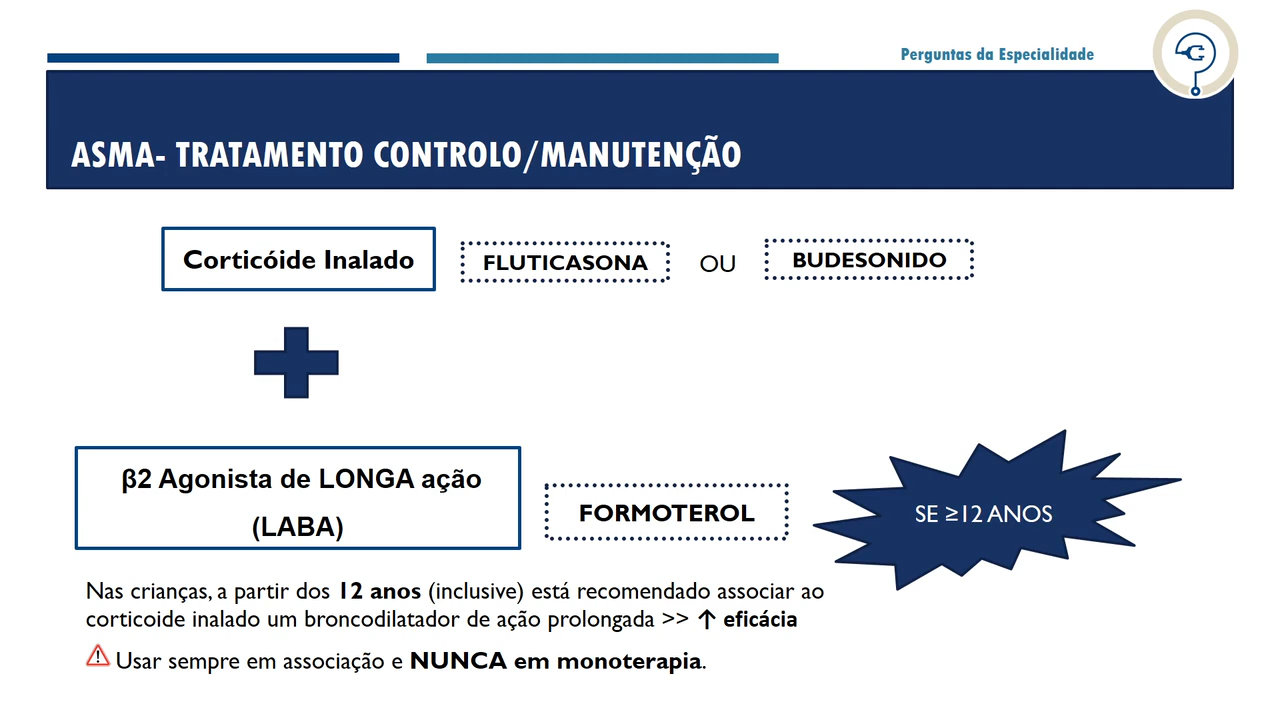 Perguntas da Especialidade
ASMA- TRATAMENTO CONTROLO/MANUTENÇÃO
Corticóide Inalado
FLUTICASONA
OU
BUDESONIDO
β2 Agonista de LONGA ação
(LABA)
FORMOTEROL
SE ≥12 ANOS
Nas crianças, a partir dos 12 anos (inclusive) está recomendado associar ao
corticoide inalado um broncodilatador de ação prolongada >> ↑ eficácia
Usar sempre em associação e NUNCA em monoterapia.